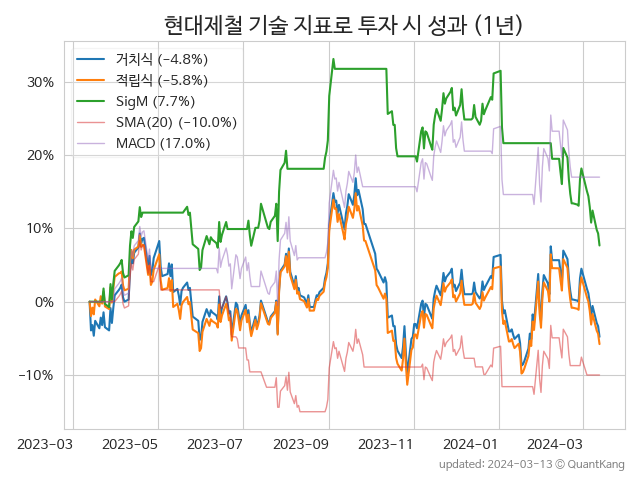 현대제철 기술 지표로 투자 시 성과 (1년)
거치식 (−4.8%)
적립식 (−5.8%)
SigM (7.7%)
SMA(20) (−10.0%)
MACD (17.0%)
30%
20%
10%
0%
−10%
2023−03 2023−05 2023−07 2023−09 2023−11 2024−01 2024−03
updated: 2024−03−13 ⓒ QuantKang